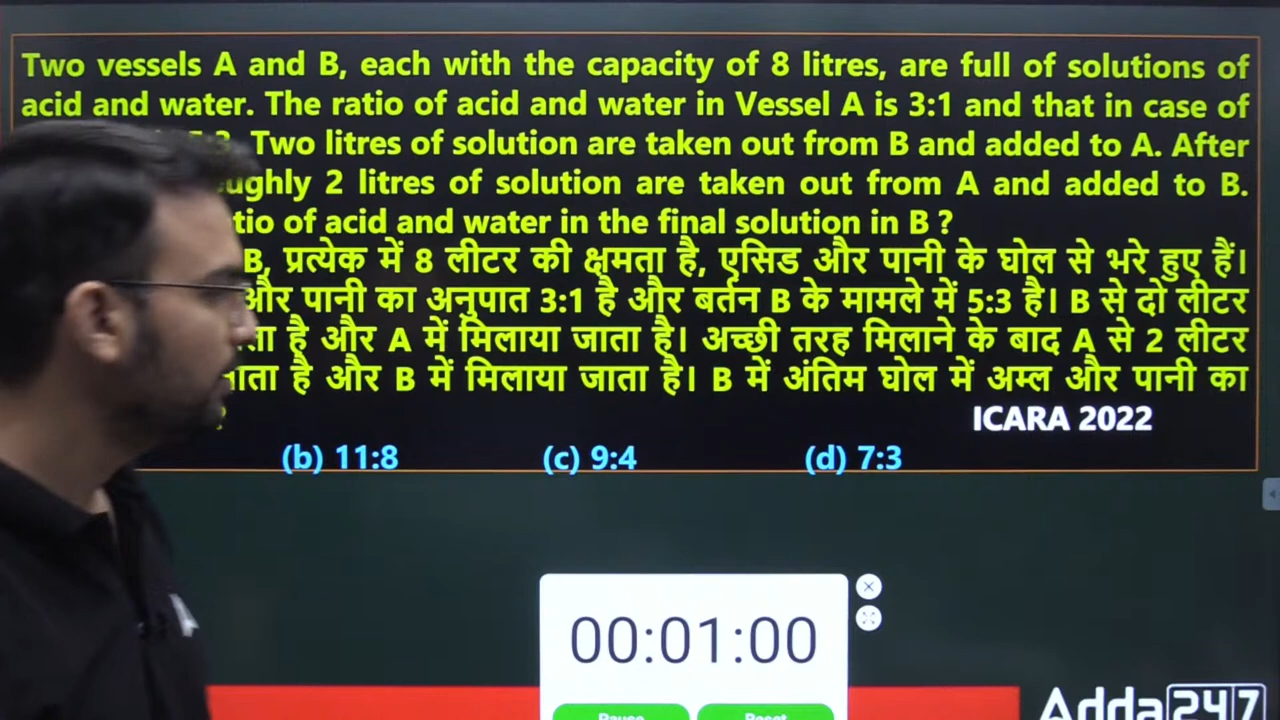 Two vessels A and B, each with the capacity of 8 litres, are full of solutions of
acid and water. The ratio of acid and water in Vessel A is 3:1 and that in case of
5:3. Two litres of solution are taken out from B and added to A. After
2 litres of solution are taken out from A and added to B.
of acid and water in the final solution in B ?
B, प्रत्येक में 8 लीटर की क्षमता है, एसिड और पानी के घोल से भरे हुए हैं।
और पानी का अनुपात 3:1 है और बर्तन B के मामले में 5:3 है। B से दो लीटर
है और A में मिलाया जाता है। अच्छी तरह मिलाने के बाद A से 2 लीटर
है और B में मिलाया जाता है। B में अंतिम घोल में अम्ल और पानी का
ICARA 2022
(b) 11:8 (c) 9:4 (d) 7:3
00:01:00
Pause Reset
Adda247